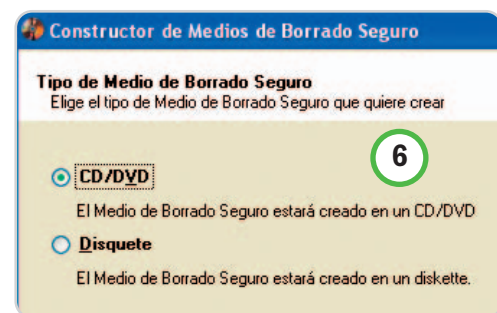 Constructor de Medios de Borrado Seguro
Tipo de Medio de Borrado Seguro
Elige el tipo de Medio de Borrado Seguro que quiere crear
6
CD/DVD
El Medio de Borrado Seguro estará creado en un CD/DVD
Disquete
El Medio de Borrado Seguro estará creado en un diskette.